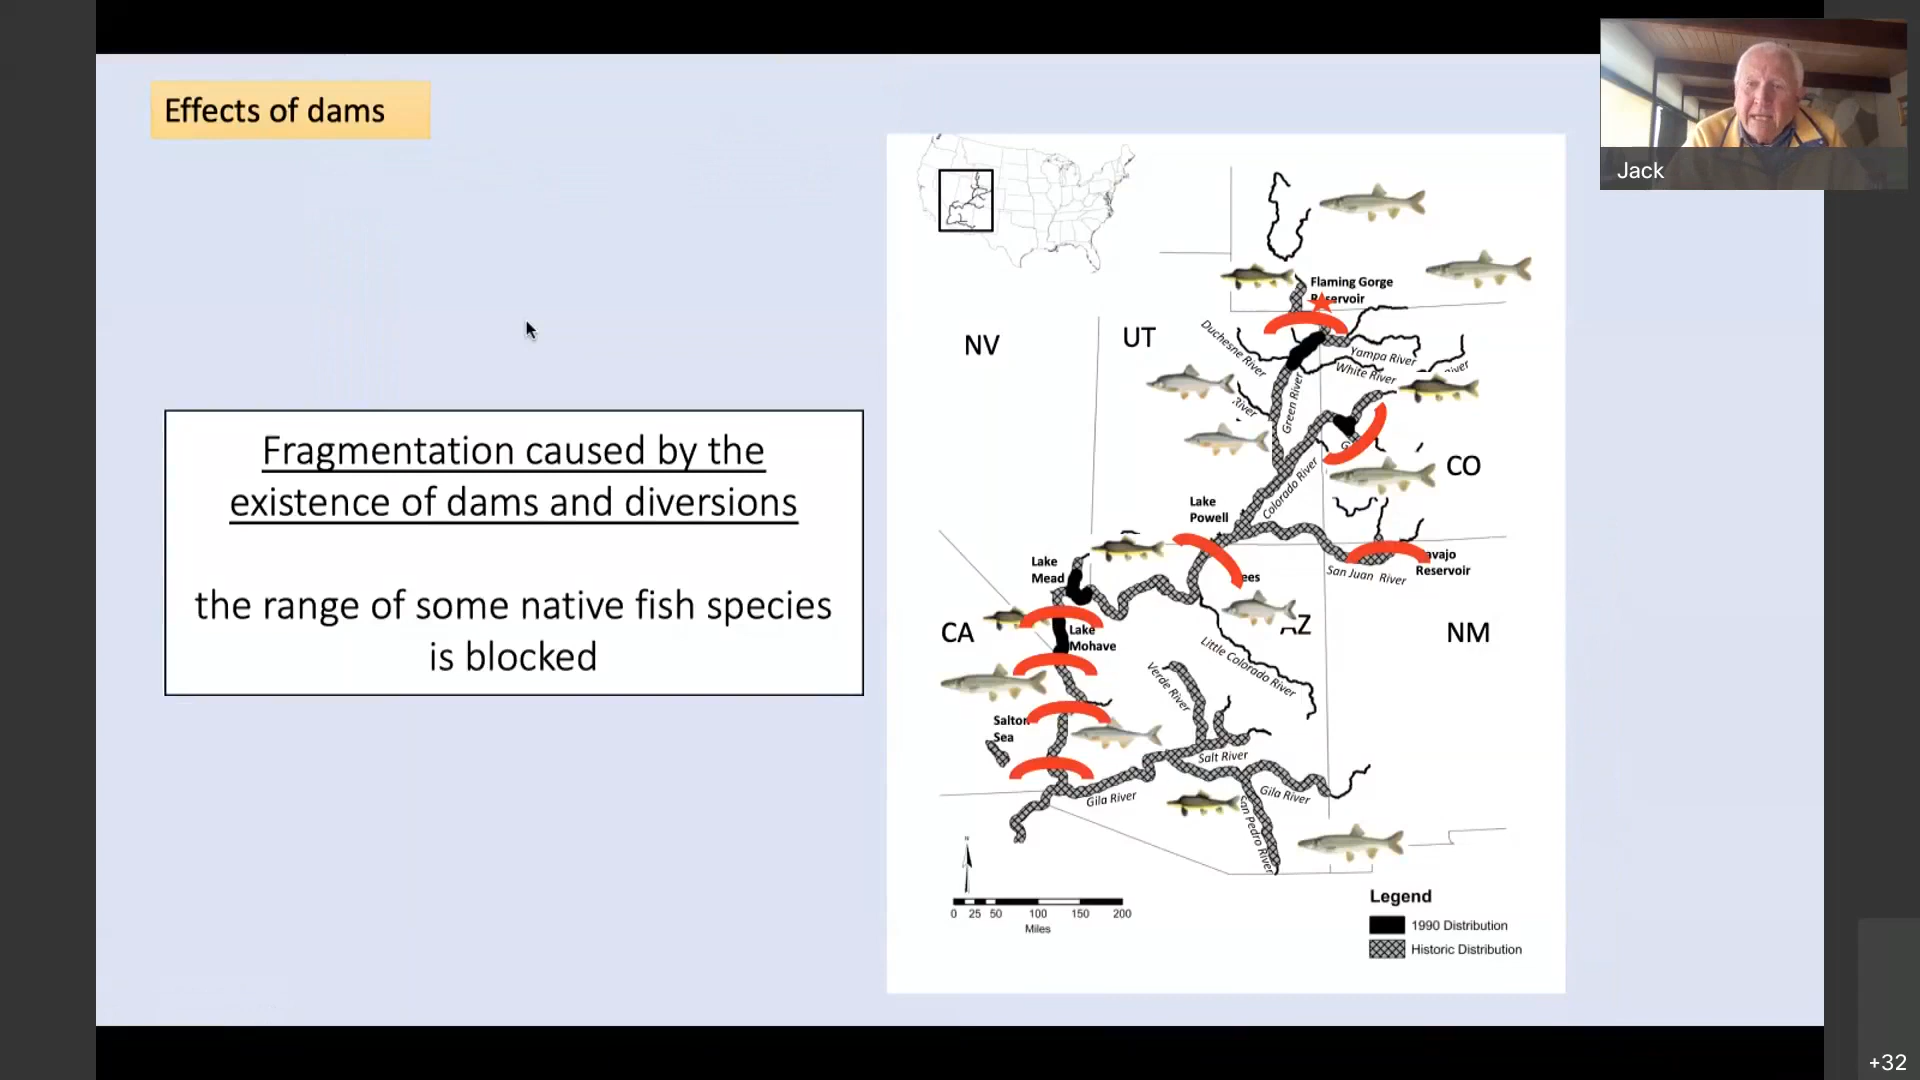 Effects of dams
Jack
Fragmentation caused by the
existence of dams and diversions
the range of some native fish species
is blocked
Flaming Gorge
Reservoir
NV
UT
Duchesne River
Yampa River
White River
River
Green River
CO
Colorado River
Lake
Powell
Lake
Mead
San Juan River
Reservoir
CA
Lake
Mohave
NM
Little Colorado River
Verde River
Salton
Sea
Salt River
Gila River
Gila River
San Pedro River
N
0 25 50 100 150 200
Miles
Legend
1990 Distribution
Historic Distribution
+32